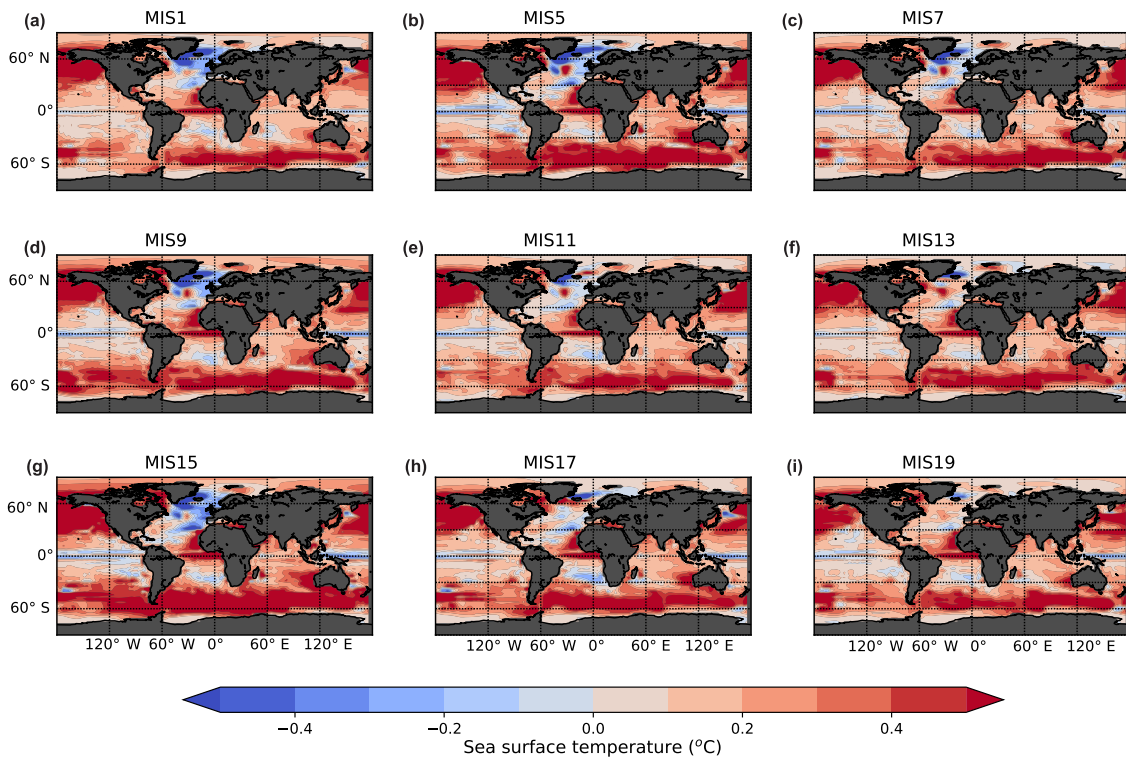 (a) MIS1 (b) MIS5 (c) MIS7
60° N
0°
60° S
(d) MIS9 (e) MIS11 (f) MIS13
60° N
0°
60° S
(g) MIS15 (h) MIS17 (i) MIS19
60° N
0°
60° S
120° W 60° W 0° 60° E 120° E 120° W 60° W 0° 60° E 120° E 120° W 60° W 0° 60° E 120° E
−0.4 −0.2 0.0 0.2 0.4
Sea surface temperature (°C)